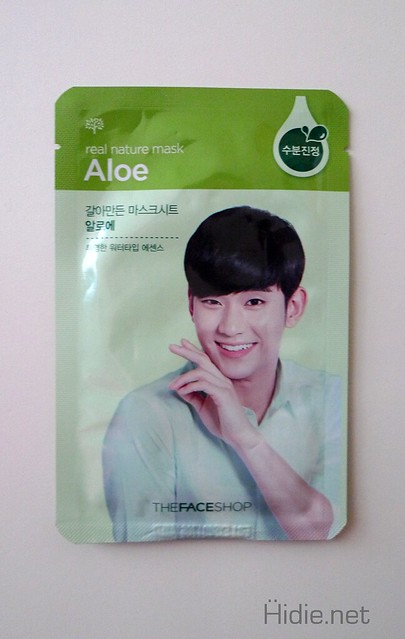 real nature mask
Aloe
수분진정
갈아만든 마스크시트
알로에
워터타입 에센스
THEFACESHOP
Hidie.net